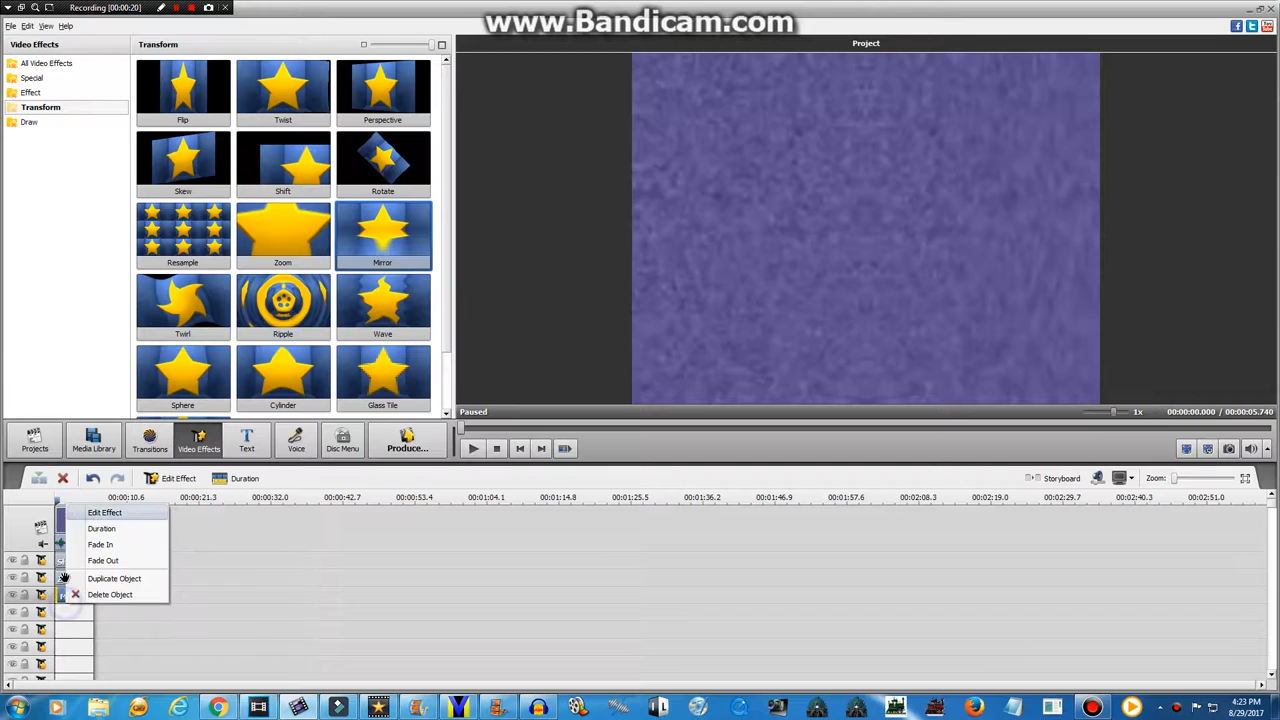 Recording [00:00:20]
www.Bandicam.com
File Edit View Help
Video Effects
Transform
Project
All Video Effects
Special
Effect
Transform
Draw
Flip Twist Perspective
Skew Shift Rotate
Resample Zoom Mirror
Twirl Ripple Wave
Sphere Cylinder Glass Tile
Paused
1x
00:00:00.000 / 00:00:05.740
Projects Media Library Transitions Video Effects Text Voice Disc Menu Produce...
Edit Effect Duration
Storyboard Zoom:
00:00:10.6 00:00:21.3 00:00:32.0 00:00:42.7 00:00:53.4 00:01:04.1 00:01:14.8 00:01:25.5 00:01:36.2 00:01:46.9 00:01:57.6 00:02:08.3 00:02:19.0 00:02:29.7 00:02:40.3 00:02:51.0
Edit Effect
Duration
Fade In
Fade Out
Duplicate Object
Delete Object
4:23 PM
8/29/2017